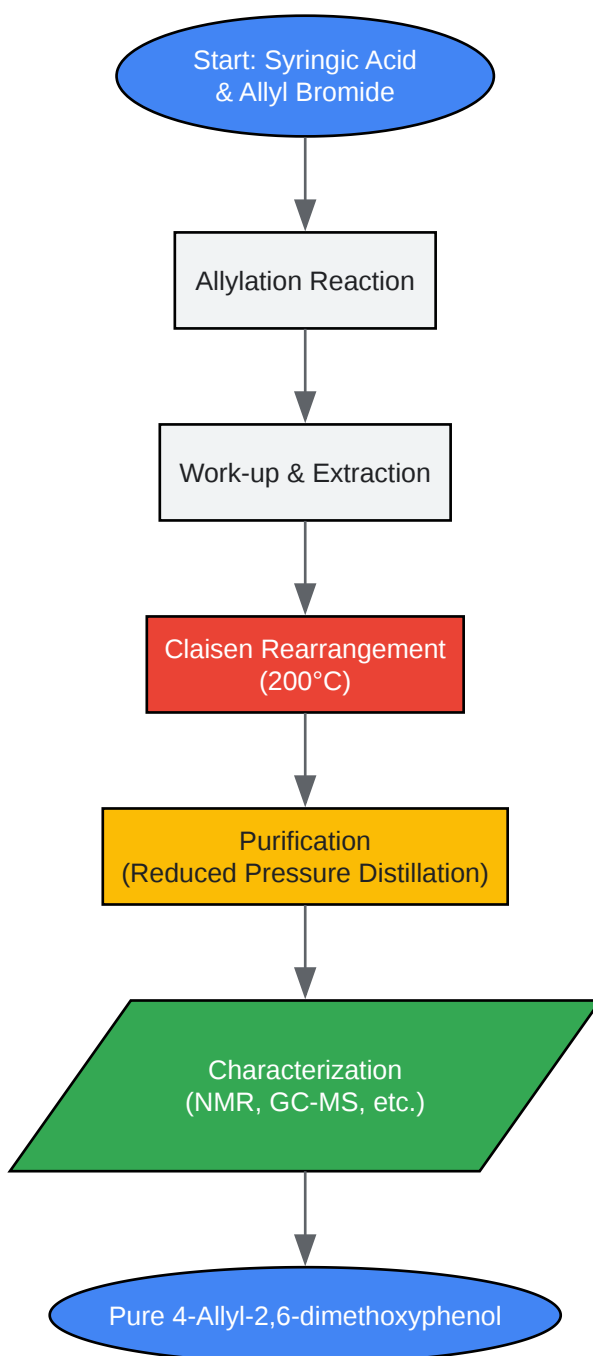 Start: Syringic Acid
& Allyl Bromide
Allylation Reaction
Work-up & Extraction
Claisen Rearrangement
(200°C)
Purification
(Reduced Pressure Distillation)
Characterization
(NMR, GC-MS, etc.)
Pure 4-Allyl-2,6-dimethoxyphenol